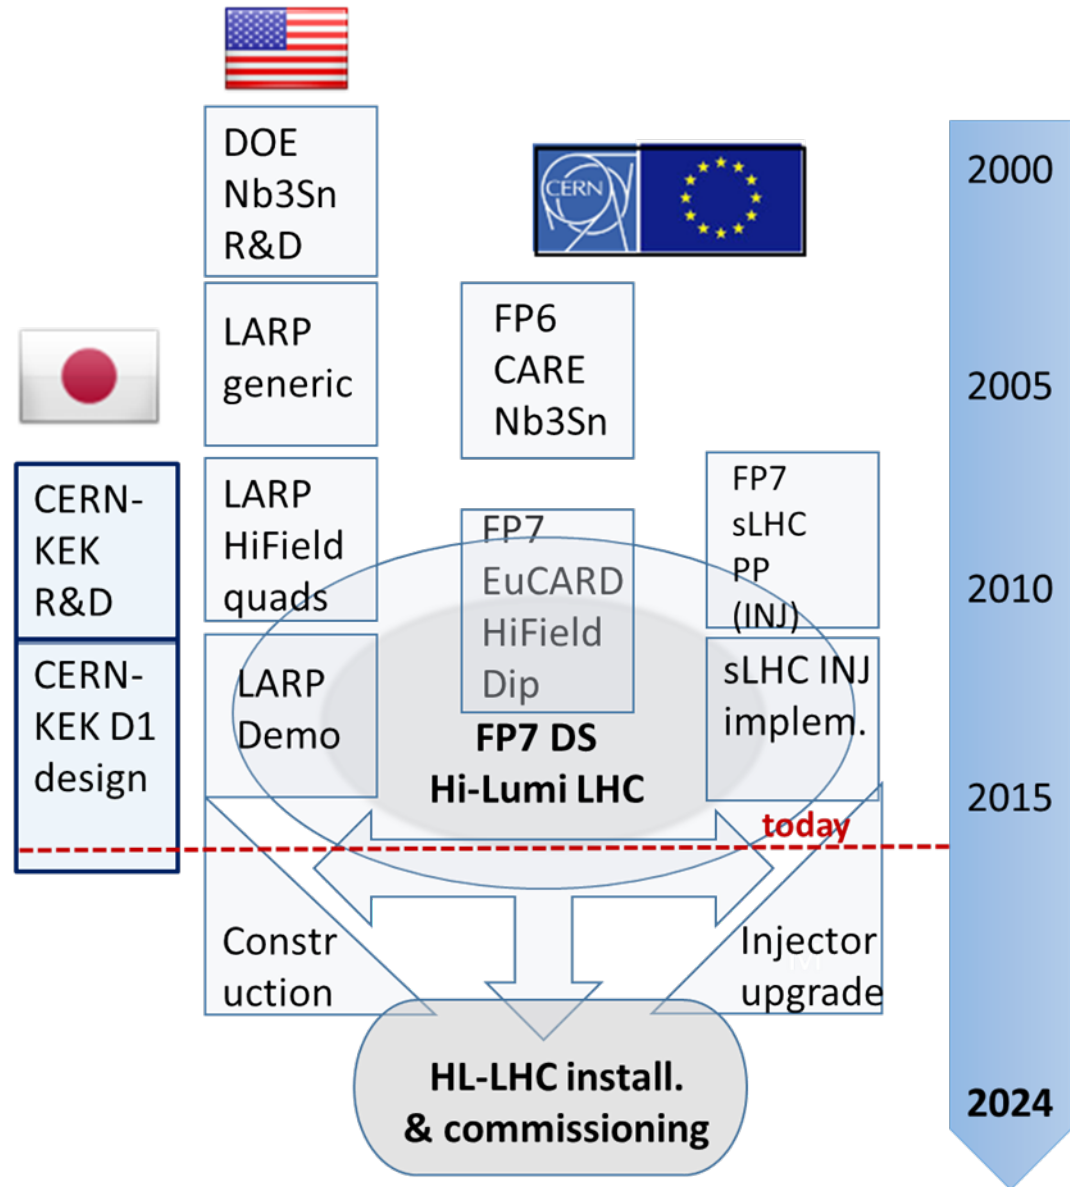 DOE
Nb3Sn
R&D
LARP
generic
LARP
HiField
quads
LARP
Demo
Constr
uction
CERN-
KEK
R&D
CERN-
KEK D1
design
CERN
FP6
CARE
Nb3Sn
FP7
EuCARD
HiField
Dip
FP7 DS
Hi-Lumi LHC
FP7
sLHC
PP
(INJ)
sLHC INJ
implem.
today
Injector
upgrade
HL-LHC install.
& commissioning
2000
2005
2010
2015
2024